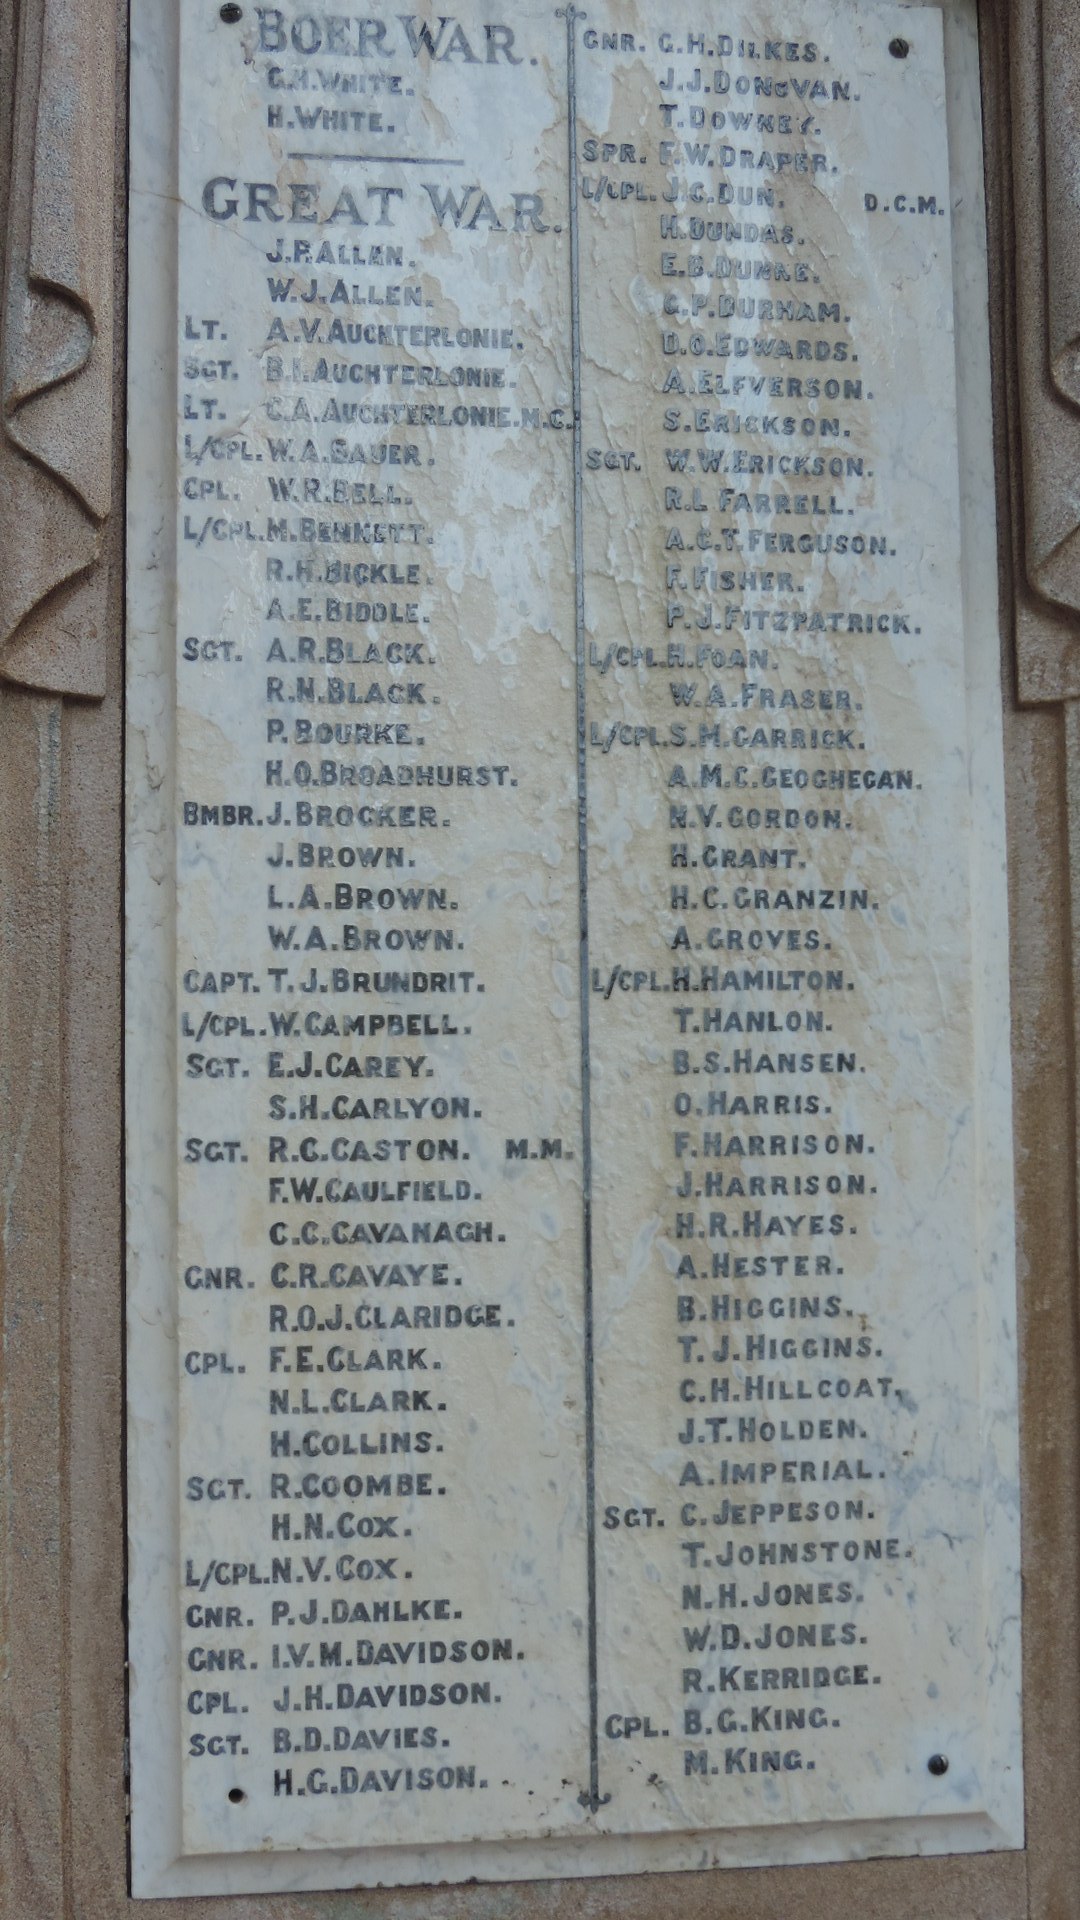 BOER WAR.
G.H.WHITE.
H.WHITE.
GREAT WAR.
J.P.ALLEN.
W.J.ALLEN.
LT. A.V.AUCHTERLONIE.
SGT. B.I.AUCHTERLONIE.
LT. C.A.AUCHTERLONIE.M.C.
L/CPL.W.A.BAUER.
CPL. W.R.BELL.
L/CPL.M.BENNETT.
R.H.BICKLE.
A.E.BIDDLE.
SGT. A.R.BLACK.
R.N.BLACK.
P.BOURKE.
H.O.BROADHURST.
BMBR.J.BROCKER.
J.BROWN.
L.A.BROWN.
W.A.BROWN.
CAPT.T.J.BRUNDRIT.
L/CPL.W.CAMPBELL.
SGT. E.J.CAREY.
S.H.CARLYON.
SGT. R.C.CASTON. M.M.
F.W.CAULFIELD.
C.C.CAVANAGH.
GNR. C.R.CAVAYE.
R.O.J.CLARIDGE.
CPL. F.E.CLARK.
N.L.CLARK.
H.COLLINS.
SGT. R.COOMBE.
H.N.COX.
L/CPL.N.V.COX.
GNR. P.J.DAHLKE.
GNR. I.V.M.DAVIDSON.
CPL. J.H.DAVIDSON.
SGT. B.D.DAVIES.
H.G.DAVISON.
GNR. G.H.DILKES.
J.J.DONOVAN.
T.DOWNEY.
SPR. F.W.DRAPER.
L/CPL.J.C.DUN. D.C.M.
H.DUNDAS.
E.B.DUNNE.
G.P.DURHAM.
D.O.EDWARDS.
A.ELFVERSON.
S.ERICKSON.
SGT. W.W.ERICKSON.
R.L FARRELL.
A.C.T.FERGUSON.
F.FISHER.
P.J.FITZPATRICK.
L/CPL.H.FOAN.
W.A.FRASER.
L/CPL.S.M.GARRICK.
A.M.C.GEOGHEGAN.
N.V.GORDON.
H.GRANT.
H.C.GRANZIN.
A.GROVES.
L/CPL.H.HAMILTON.
T.HANLON.
B.S.HANSEN.
O.HARRIS.
F.HARRISON.
J.HARRISON.
H.R.HAYES.
A.HESTER.
B.HIGGINS.
T.J.HIGGINS.
C.H.HILLCOAT.
J.T.HOLDEN.
A.IMPERIAL.
SGT. C.JEPPESON.
T.JOHNSTONE.
N.H.JONES.
W.D.JONES.
R.KERRIDGE.
CPL. B.G.KING.
M.KING.